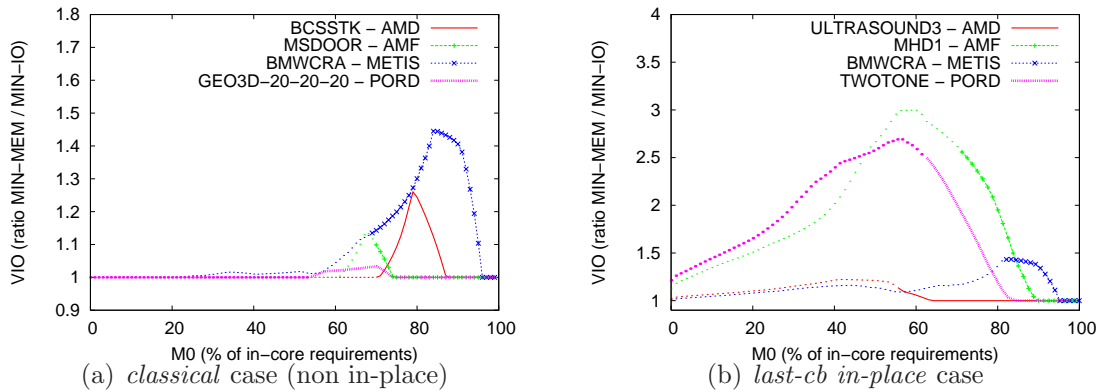 VIO (ratio MIN−MEM / MIN−IO)
1.8
1.7
1.6
1.5
1.4
1.3
1.2
1.1
1
0.9
BCSSTK − AMD
MSDOOR − AMF
BMWCRA − METIS
GEO3D−20−20−20 − PORD
0 20 40 60 80 100
M0 (% of in−core requirements)
(a) classical case (non in-place)
VIO (ratio MIN−MEM / MIN−IO)
4
3.5
3
2.5
2
1.5
1
ULTRASOUND3 − AMD
MHD1 − AMF
BMWCRA − METIS
TWOTONE − PORD
0 20 40 60 80 100
M0 (% of in−core requirements)
(b) last-cb in-place case